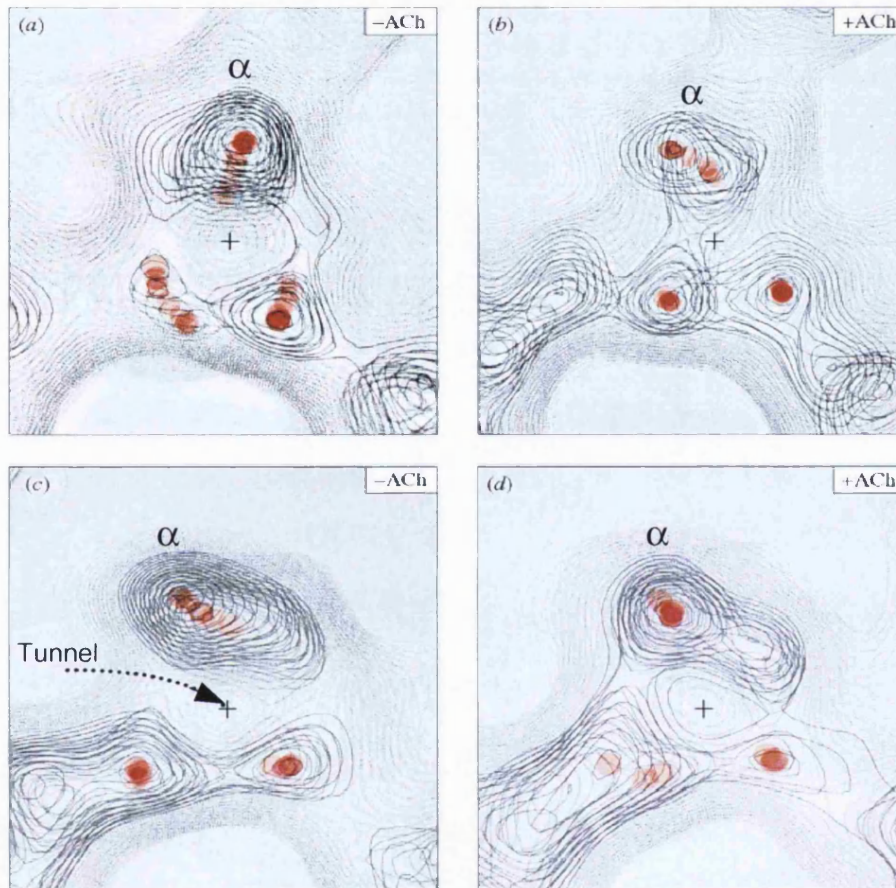 (a)
−ACh
α
(b)
+ACh
α
(c)
−ACh
α
Tunnel
(d)
+ACh
α